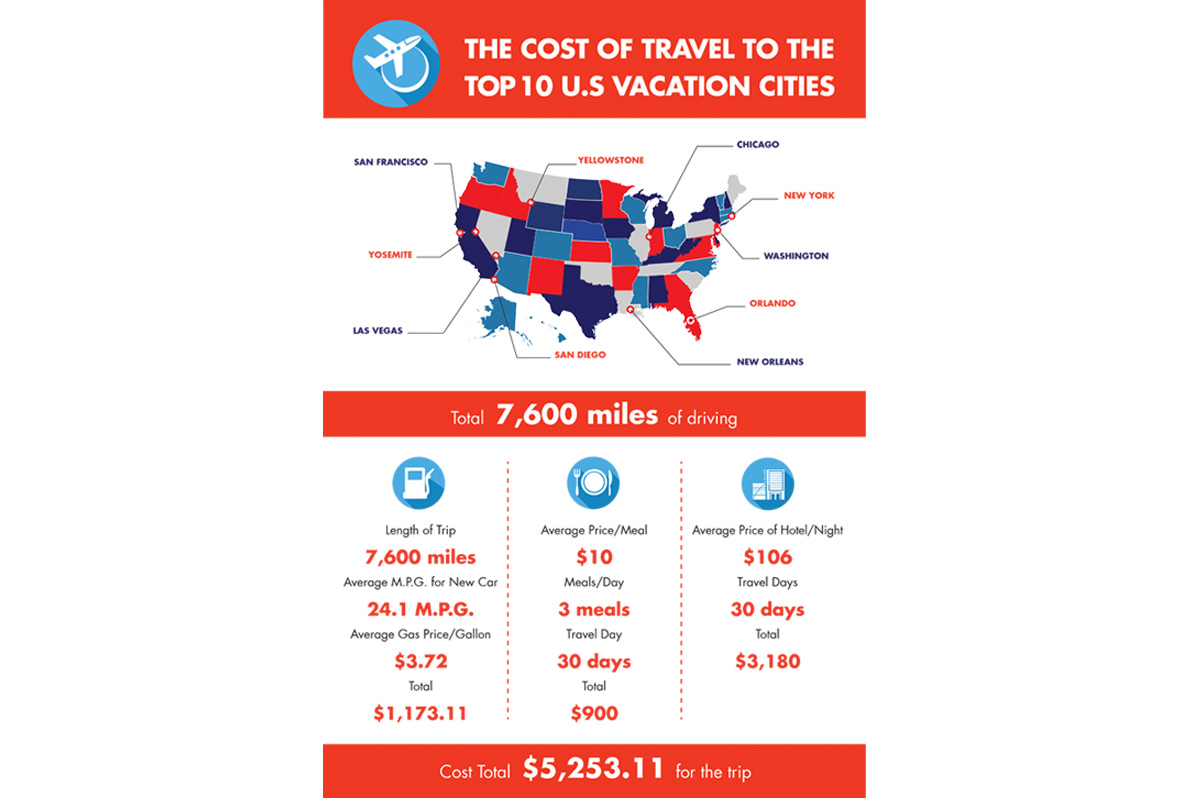 THE COST OF TRAVEL TO THE
TOP 10 U.S VACATION CITIES
CHICAGO
SAN FRANCISCO
YELLOWSTONE
NEW YORK
YOSEMITE
WASHINGTON
ORLANDO
LAS VEGAS
SAN DIEGO
NEW ORLEANS
Total 7,600 miles of driving
Length of Trip
7,600 miles
Average M.P.G. for New Car
24.1 M.P.G.
Average Gas Price/Gallon
$3.72
Total
$1,173.11
Average Price/Meal
$10
Meals/Day
3 meals
Travel Day
30 days
Total
$900
Average Price of Hotel/Night
$106
Travel Days
30 days
Total
$3,180
Cost Total $5,253.11 for the trip